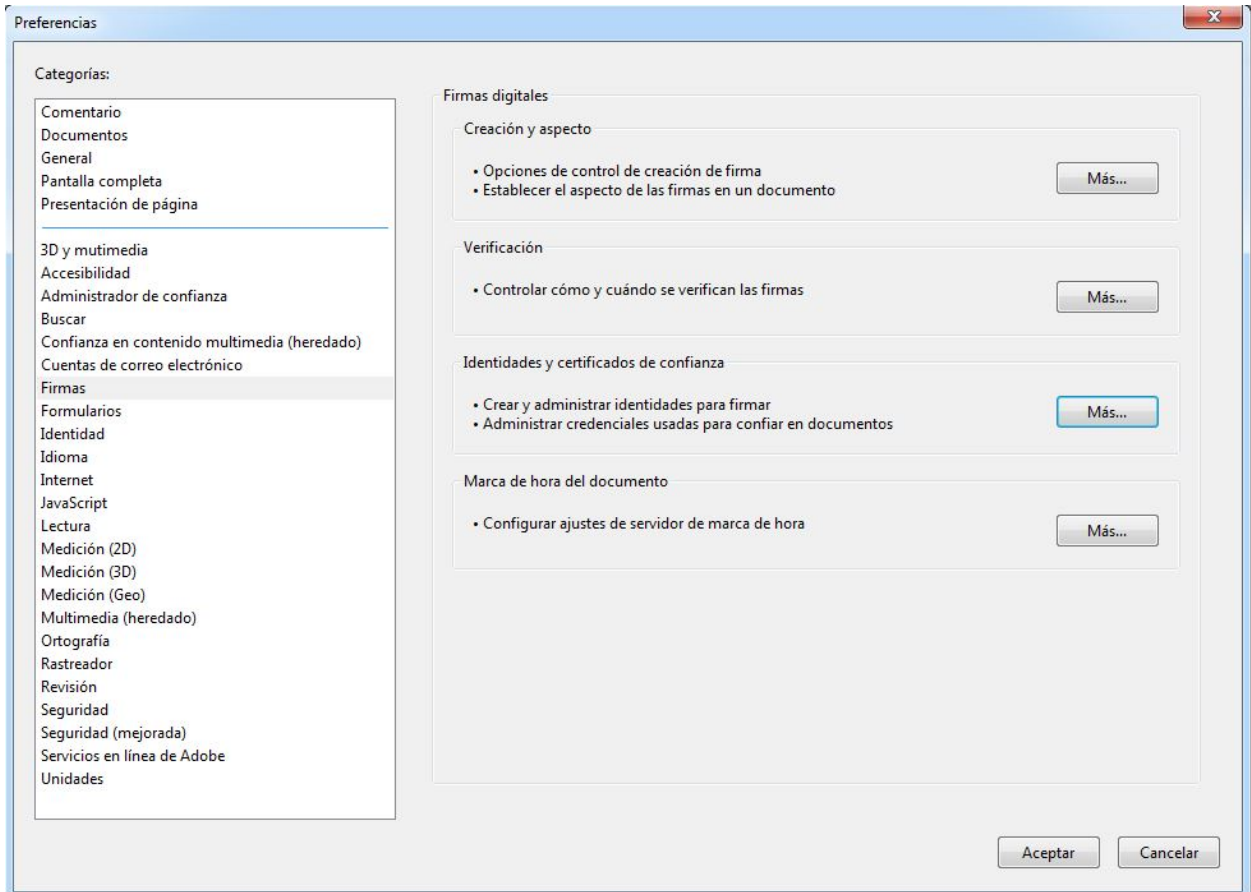 Preferencias
Categorías:
Comentario
Documentos
General
Pantalla completa
Presentación de página
3D y mutimedia
Accesibilidad
Administrador de confianza
Buscar
Confianza en contenido multimedia (heredado)
Cuentas de correo electrónico
Firmas
Formularios
Identidad
Idioma
Internet
JavaScript
Lectura
Medición (2D)
Medición (3D)
Medición (Geo)
Multimedia (heredado)
Ortografía
Rastreador
Revisión
Seguridad
Seguridad (mejorada)
Servicios en línea de Adobe
Unidades
Firmas digitales
Creación y aspecto
• Opciones de control de creación de firma
• Establecer el aspecto de las firmas en un documento
Más...
Verificación
• Controlar cómo y cuándo se verifican las firmas
Más...
Identidades y certificados de confianza
• Crear y administrar identidades para firmar
• Administrar credenciales usadas para confiar en documentos
Más...
Marca de hora del documento
• Configurar ajustes de servidor de marca de hora
Más...
Aceptar
Cancelar